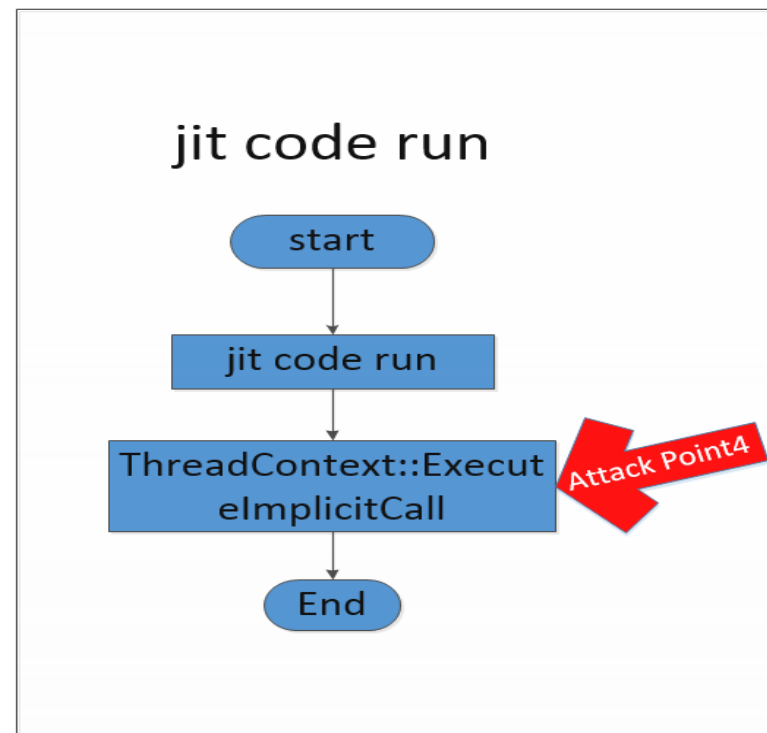 jit code run
start
jit code run
ThreadContext::Execut
eImplicitCall
Attack Point4
End